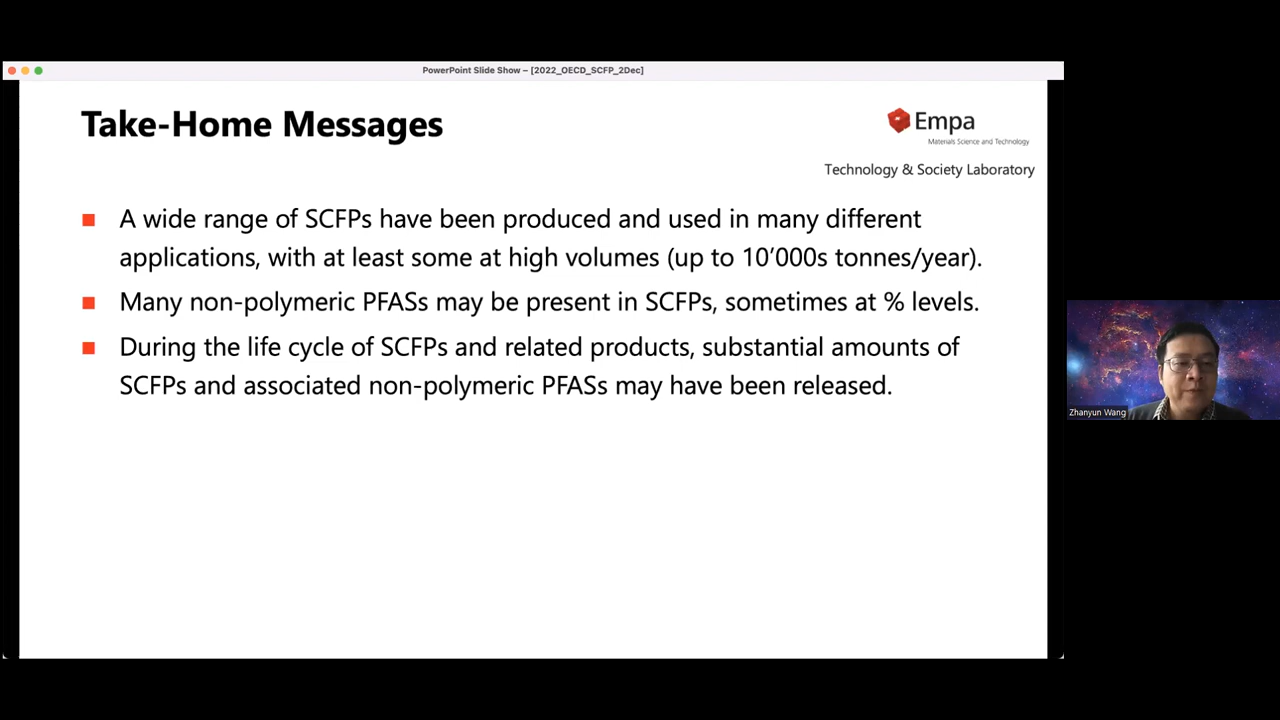 PowerPoint Slide Show – [2022_OECD_SCFP_2Dec]
Take-Home Messages
Empa
Materials Science and Technology
Technology & Society Laboratory
A wide range of SCFPs have been produced and used in many different
applications, with at least some at high volumes (up to 10’000s tonnes/year).
Many non-polymeric PFASs may be present in SCFPs, sometimes at % levels.
During the life cycle of SCFPs and related products, substantial amounts of
SCFPs and associated non-polymeric PFASs may have been released.
Zhanyun Wang